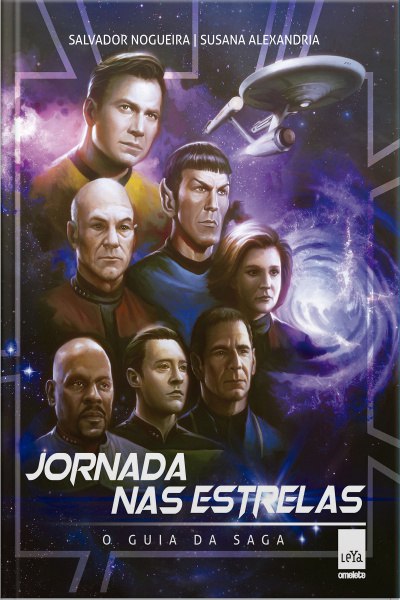 SALVADOR NOGUEIRA | SUSANA ALEXANDRIA
JORNADA
NAS ESTRELAS
O GUIA DA SAGA
LeYa
omelete